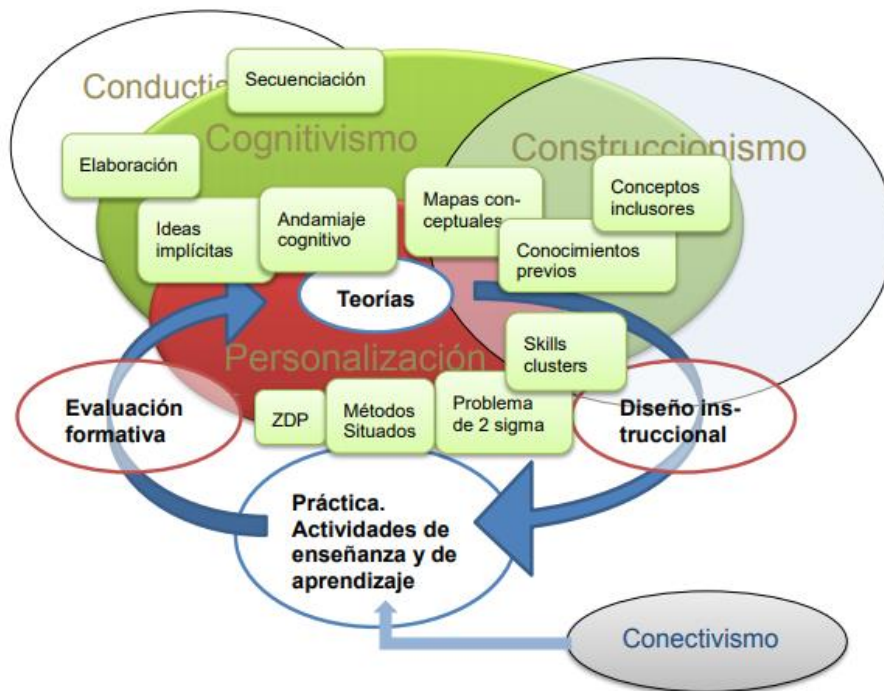 Secuenciación
Conductis
Cognitivismo
Construccionismo
Elaboración
Mapas con-
ceptuales
Conceptos
inclusores
Ideas
implícitas
Andamiaje
cognitivo
Conocimientos
previos
Teorías
Personalización
Skills
clusters
Evaluación
formativa
ZDP
Métodos
Situados
Problema
de 2 sigma
Diseño ins-
truccional
Práctica.
Actividades de
enseñanza y de
aprendizaje
Conectivismo